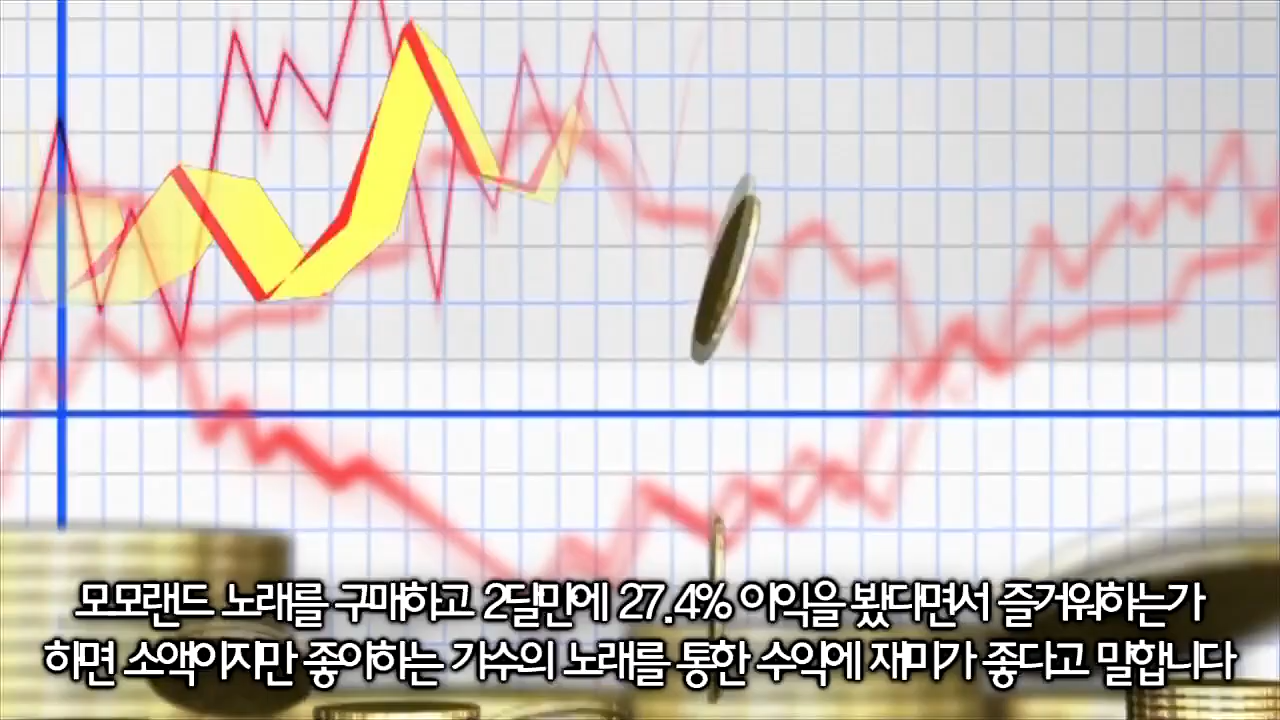 모모랜드 노래를 구매하고 2달만에 27.4% 이익을 봤다면서 즐거워하는가
하면 소액이지만 좋아하는 가수의 노래를 통한 수익에 재미가 좋다고 말합니다